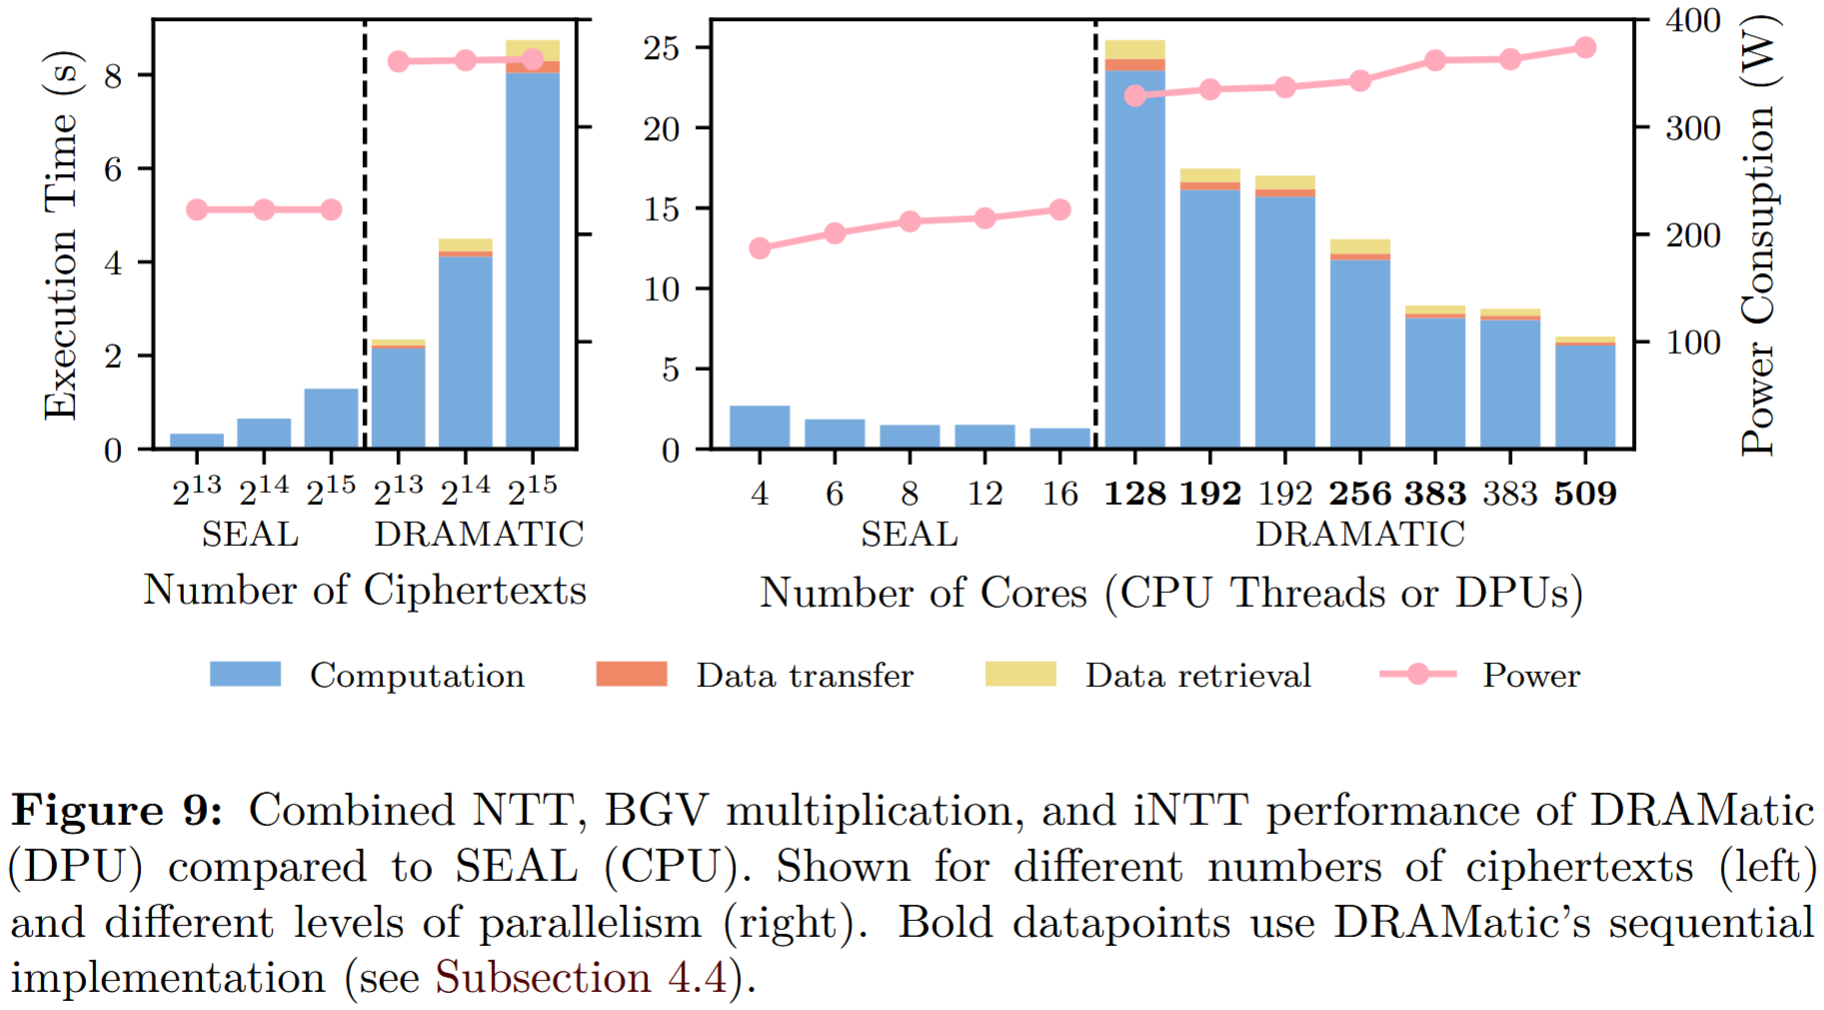 Execution Time (s)
8
6
4
2
0
2^13 2^14 2^15 2^13 2^14 2^15
SEAL DRAMATIC
Number of Ciphertexts
25
20
15
10
5
0
4 6 8 12 16 128 192 192 256 383 383 509
SEAL DRAMATIC
Number of Cores (CPU Threads or DPUs)
400
300
200
100
Power Consuption (W)
Computation Data transfer Data retrieval Power
Figure 9: Combined NTT, BGV multiplication, and iNTT performance of DRAMatic
(DPU) compared to SEAL (CPU). Shown for different numbers of ciphertexts (left)
and different levels of parallelism (right). Bold datapoints use DRAMatic's sequential
implementation (see Subsection 4.4).